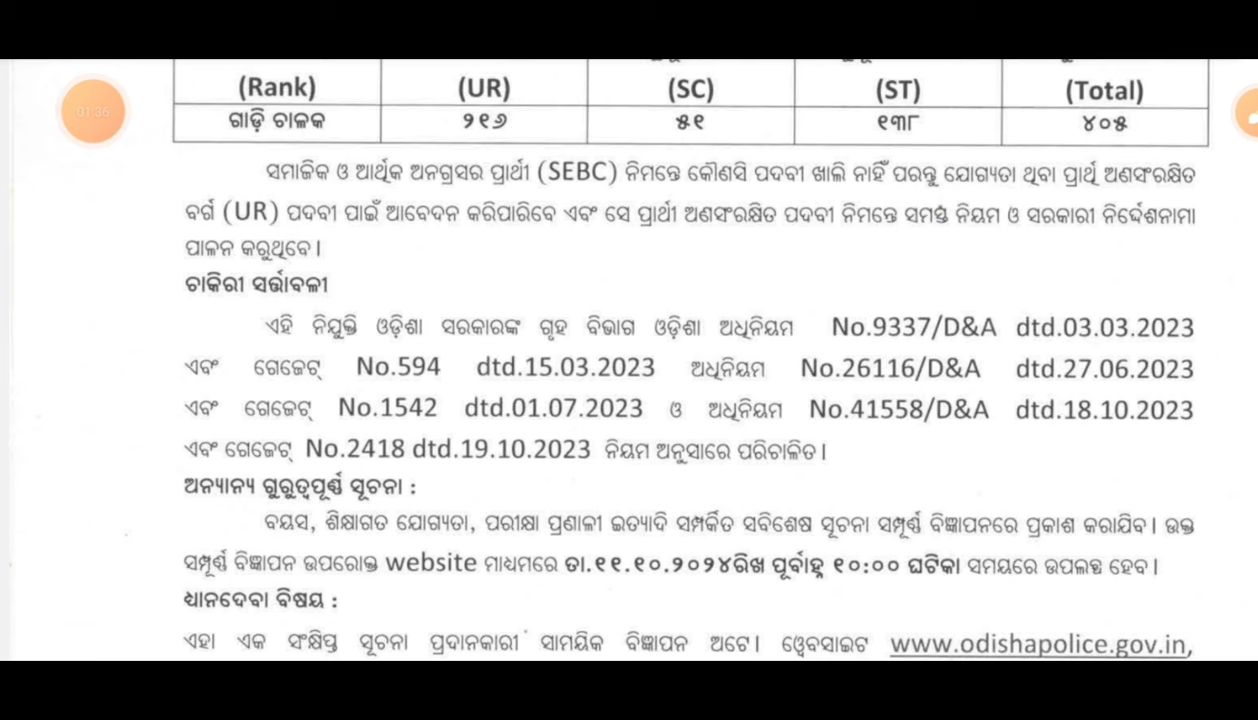 01:36
(Rank) (UR) (SC) (ST) (Total)
ଗାଡ଼ି ଚାଳକ ୨୧୬ ୫୧ ୧୩୮ ୪୦୫
ସମାଜିକ ଓ ଆର୍ଥିକ ଅନଗ୍ରସର ପ୍ରାର୍ଥୀ (SEBC) ନିମନ୍ତେ କୌଣସି ପଦବୀ ଖାଲି ନାହିଁ ପରନ୍ତୁ ଯୋଗ୍ୟତା ଥିବା ପ୍ରାର୍ଥି ଅଣସଂରକ୍ଷିତ
ବର୍ଗ (UR) ପଦବୀ ପାଇଁ ଆବେଦନ କରିପାରିବେ ଏବଂ ସେ ପ୍ରାର୍ଥୀ ଅଣସଂରକ୍ଷିତ ପଦବୀ ନିମନ୍ତେ ସମସ୍ତ ନିୟମ ଓ ସରକାରୀ ନିର୍ଦ୍ଦେଶନାମା
ପାଳନ କରୁଥିବେ।
ଚାକିରୀ ସର୍ତ୍ତାବଳୀ
ଏହି ନିଯୁକ୍ତି ଓଡ଼ିଶା ସରକାରଙ୍କ ଗୃହ ବିଭାଗ ଓଡ଼ିଶା ଅଧିନିୟମ No.9337/D&A dtd.03.03.2023
ଏବଂ ଗେଜେଟ୍ No.594 dtd.15.03.2023 ଅଧିନିୟମ No.26116/D&A dtd.27.06.2023
ଏବଂ ଗେଜେଟ୍ No.1542 dtd.01.07.2023 ଓ ଅଧିନିୟମ No.41558/D&A dtd.18.10.2023
ଏବଂ ଗେଜେଟ୍ No.2418 dtd.19.10.2023 ନିୟମ ଅନୁସାରେ ପରିଚାଳିତ।
ଅନ୍ୟାନ୍ୟ ଗୁରୁତ୍ୱପୂର୍ଣ୍ଣ ସୂଚନା :
ବୟସ, ଶିକ୍ଷାଗତ ଯୋଗ୍ୟତା, ପରୀକ୍ଷା ପ୍ରଣାଳୀ ଇତ୍ୟାଦି ସମ୍ପର୍କିତ ସବିଶେଷ ସୂଚନା ସମ୍ପୂର୍ଣ୍ଣ ବିଜ୍ଞାପନରେ ପ୍ରକାଶ କରାଯିବ। ଉକ୍ତ
ସମ୍ପୂର୍ଣ୍ଣ ବିଜ୍ଞାପନ ଉପରୋକ୍ତ website ମାଧ୍ୟମରେ ତା.୧୧.୧୦.୨୦୨୪ରିଖ ପୂର୍ବାହ୍ନ ୧୦:୦୦ ଘଟିକା ସମୟରେ ଉପଲବ୍ଧ ହେବ।
ଧ୍ୟାନଦେବା ବିଷୟ :
ଏହା ଏକ ସଂକ୍ଷିପ୍ତ ସୂଚନା ପ୍ରଦାନକାରୀ ସାମୟିକ ବିଜ୍ଞାପନ ଅଟେ। ୱେବସାଇଟ www.odishapolice.gov.in,